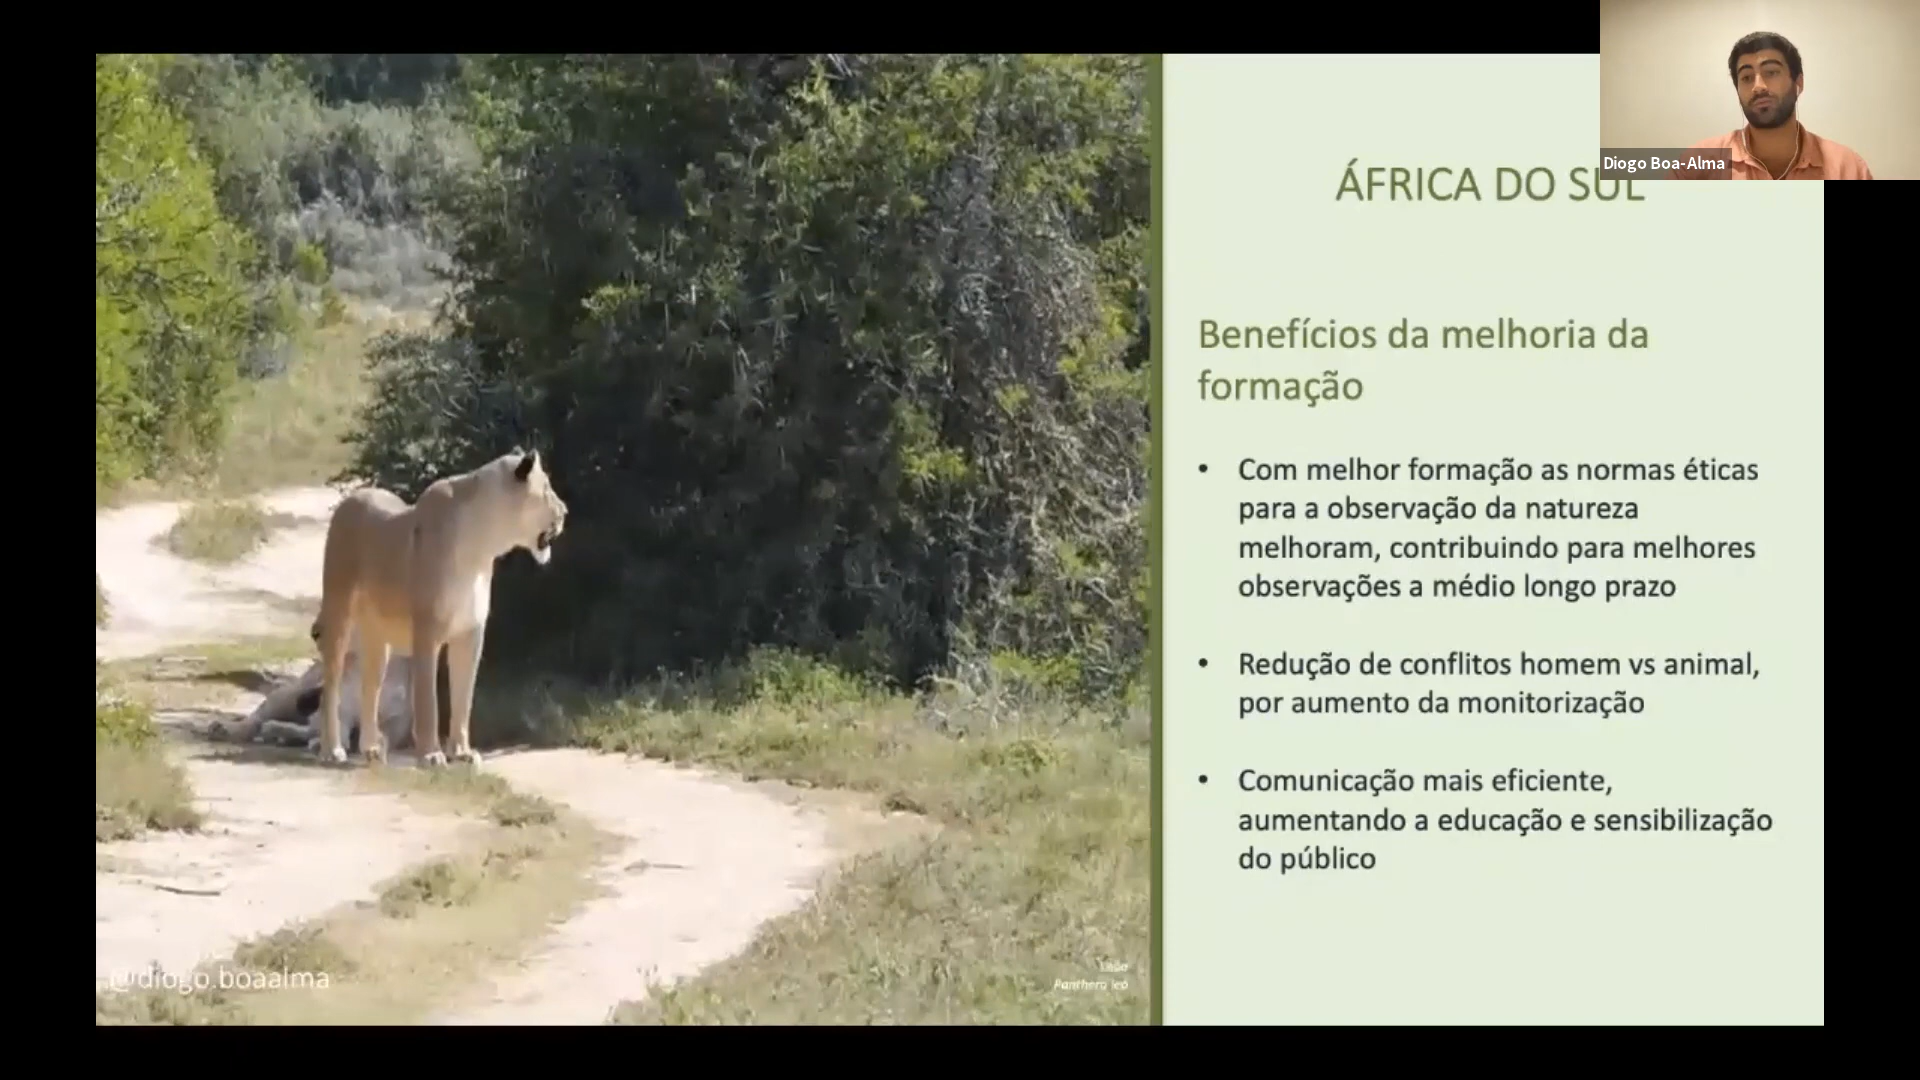 Diogo Boa-Alma
ÁFRICA DO SUL
Benefícios da melhoria da
formação
• Com melhor formação as normas éticas
para a observação da natureza
melhoram, contribuindo para melhores
observações a médio longo prazo
• Redução de conflitos homem vs animal,
por aumento da monitorização
• Comunicação mais eficiente,
aumentando a educação e sensibilização
do público
@diogo.boaalma
Leão
Panthera leo